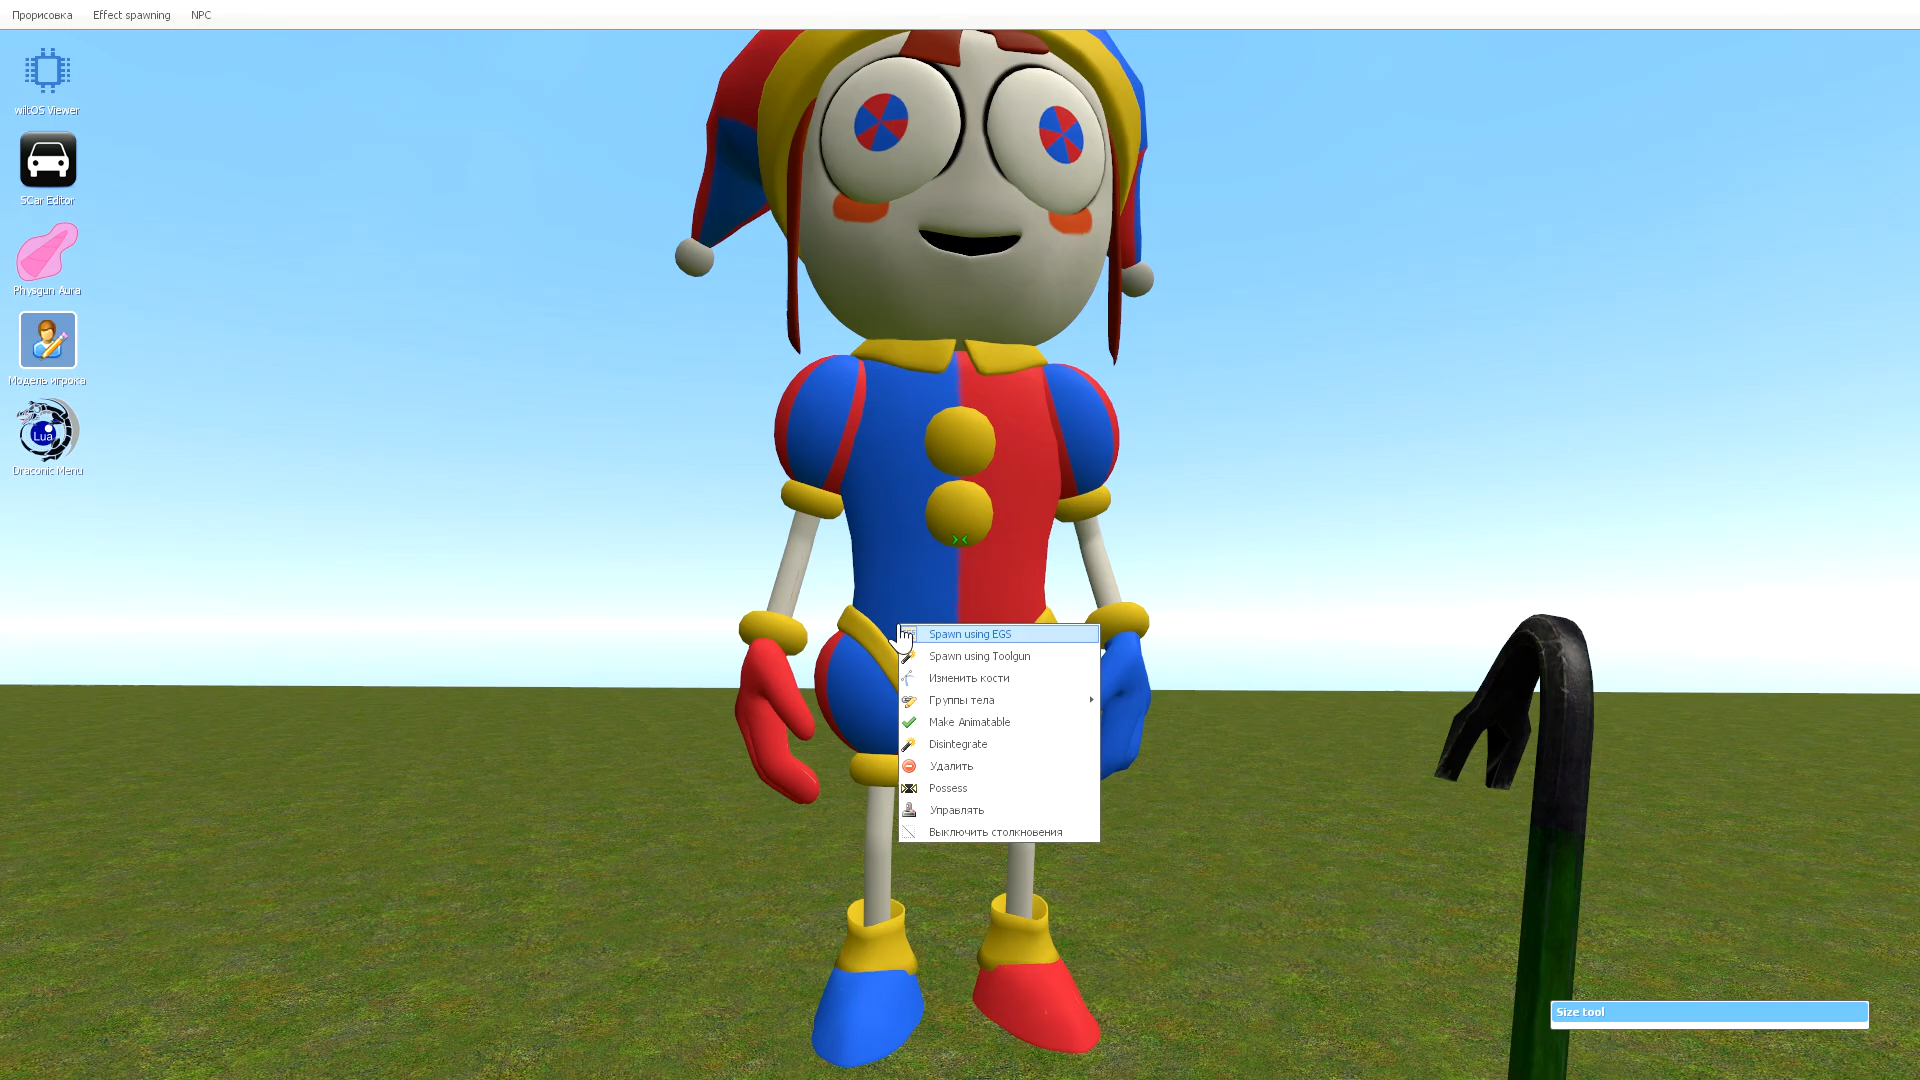 Прорисовка Effect spawning NPC
wiltOS Viewer
SCar Editor
Physgun Aura
Модель игрока
Lua
Draconic Menu
Spawn using EGS
Spawn using Toolgun
Изменить кости
Группы тела
Make Animatable
Disintegrate
Удалить
Possess
Управлять
Выключить столкновения
Size tool